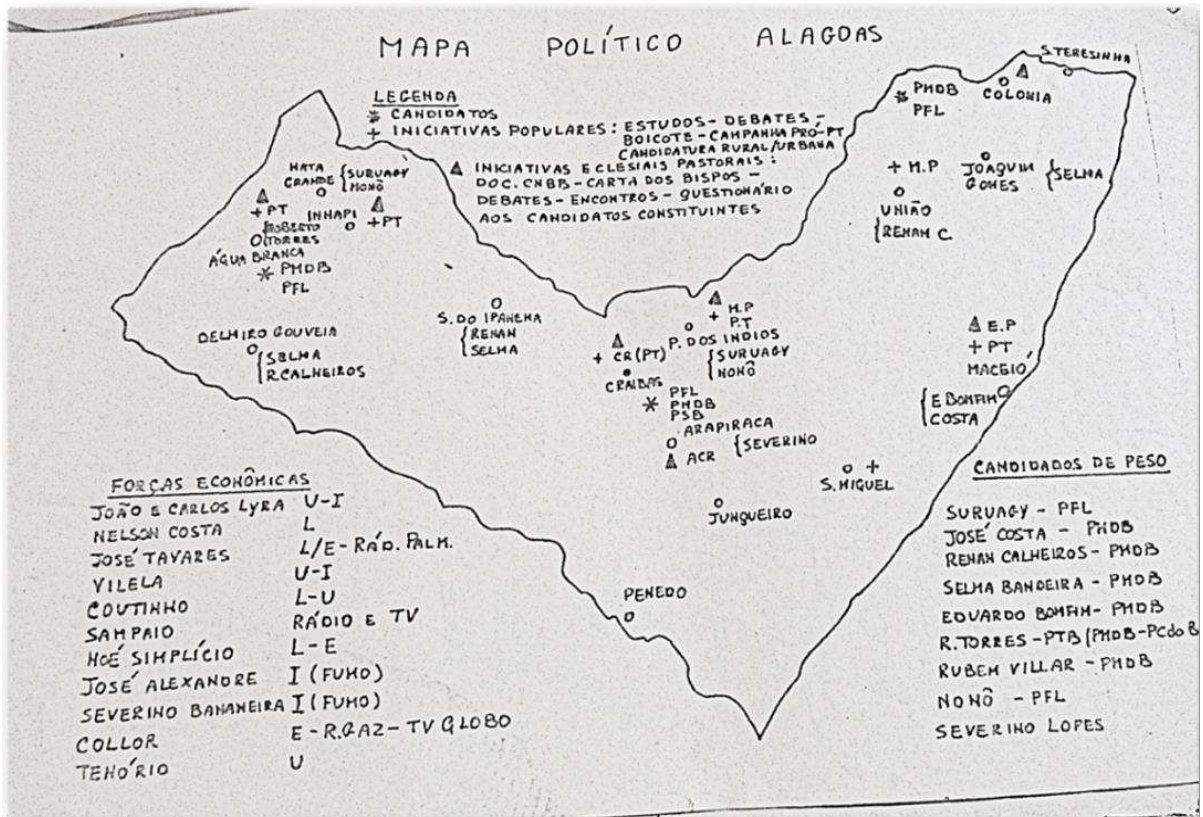 MAPA POLÍTICO ALAGOAS
LEGENDA
* CANDIDATOS
+ INICIATIVAS POPULARES: ESTUDOS - DEBATES -
BOICOTE - CAMPANHA PRÓ-PT
CANDIDATURA RURAL/URBANA
▲ INICIATIVAS ECLESIAIS PASTORAIS:
DOC. CNBB - CARTA DOS BISPOS -
DEBATES - ENCONTROS - QUESTIONÁRIO
AOS CANDIDATOS CONSTITUINTES
S. TERESINHA
COLONIA
* PMDB
PFL
+ M.P
JOAQUIM
GOMES
{SELMA
UNIÃO
{RENAN C.
MATA
GRANDE
{SURUAGY
NONÔ
+ PT
INHAPI
+ PT
{ROBERTO
TORRES
ÁGUA BRANCA
* PMDB
PFL
DELMIRO GOUVEIA
{SELMA
R.CALHEIROS
S. DO IPANEMA
{RENAN
SELMA
M.P
+ P.T
P. DOS INDIOS
{SURUAGY
NONÔ
+ CR (PT)
CRAIBAS
* PFL
PMDB
PSB
ARAPIRACA
{SEVERINO
▲ ACR
▲ E.P
+ PT
MACEIÓ
{E BOMFIM
COSTA
S. MIGUEL +
JUNQUEIRO
PENEDO
FORÇAS ECONÔMICAS
JOÃO E CARLOS LYRA U-I
NELSON COSTA L
JOSÉ TAVARES L/E - RÁD. PALM.
VILELA U-I
COUTINHO L-U
SAMPAIO RÁDIO E TV
NOÉ SIMPLÍCIO L-E
JOSÉ ALEXANDRE I (FUMO)
SEVERINO BANANEIRA I (FUMO)
COLLOR E - R.GAZ - TV GLOBO
TENÓRIO U
CANDIDADOS DE PESO
SURUAGY - PFL
JOSÉ COSTA - PMDB
RENAN CALHEIROS - PMDB
SELMA BANDEIRA - PMDB
EDUARDO BOMFIM - PMDB
R.TORRES - PTB (PMDB-PCdoB
RUBEM VILLAR - PMDB
NONÔ - PFL
SEVERINO LOPES